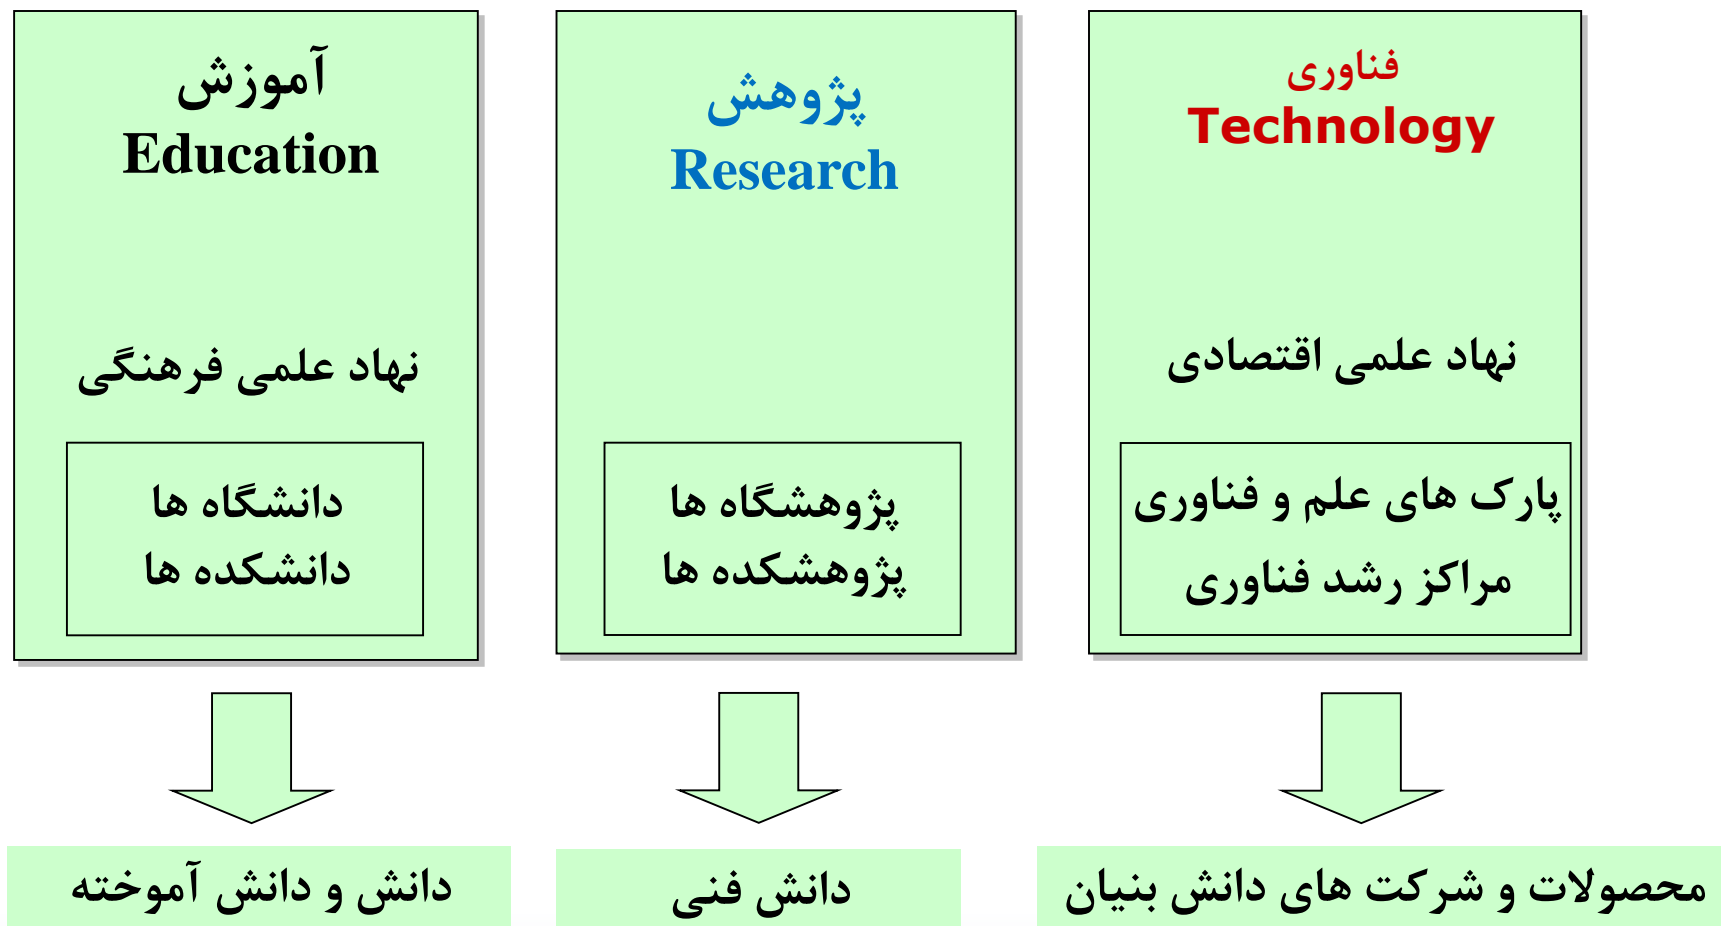 آموزش
Education
نهاد علمی فرهنگی
دانشگاه ها
دانشکده ها
دانش و دانش آموخته
پژوهش
Research
پژوهشگاه ها
پژوهشکده ها
دانش فنی
فناوری
Technology
نهاد علمی اقتصادی
پارک های علم و فناوری
مراکز رشد فناوری
محصولات و شرکت های دانش بنیان